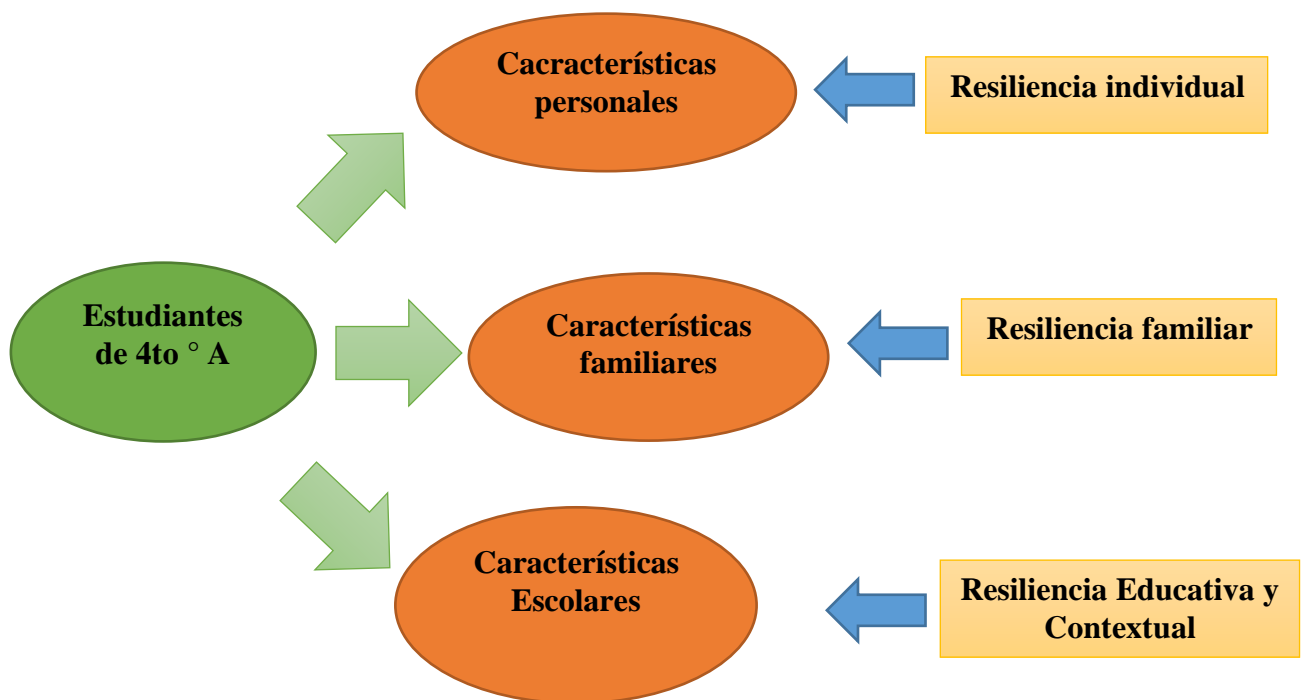 Cacracterísticas
personales
Resiliencia individual
Estudiantes
de 4to ° A
Características
familiares
Resiliencia familiar
Características
Escolares
Resiliencia Educativa y
Contextual